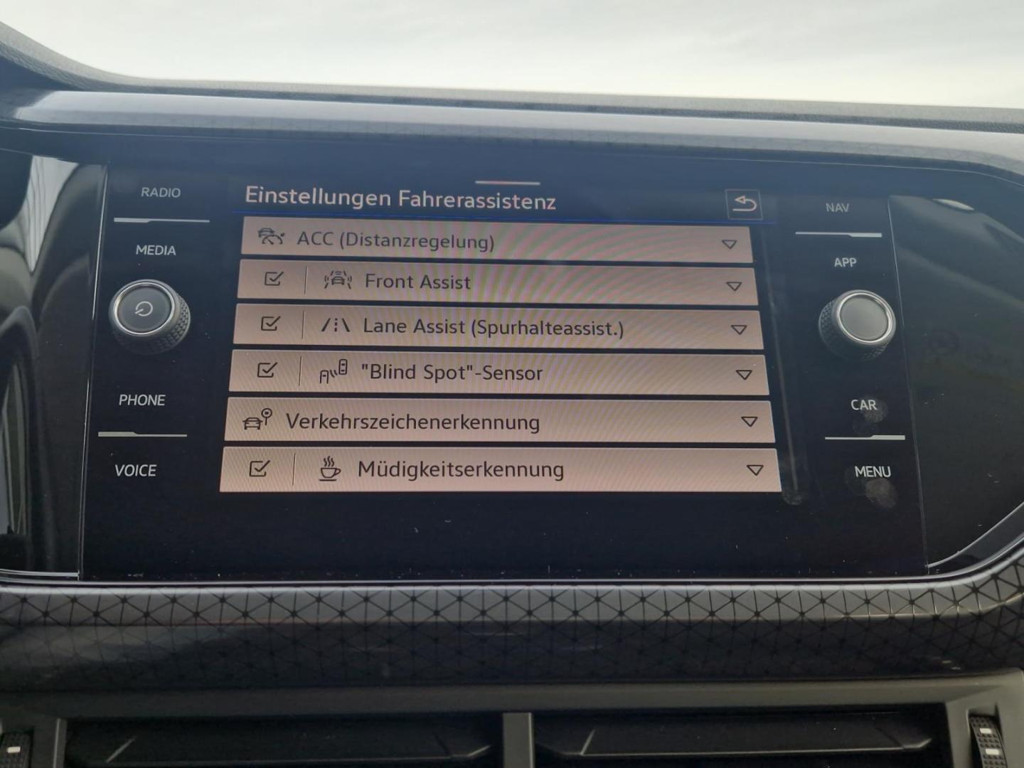 RADIO
MEDIA
PHONE
VOICE
Einstellungen Fahrerassistenz
ACC (Distanzregelung)
Front Assist
Lane Assist (Spurhalteassist.)
"Blind Spot"-Sensor
Verkehrszeichenerkennung
Müdigkeitserkennung
NAV
APP
CAR
MENU